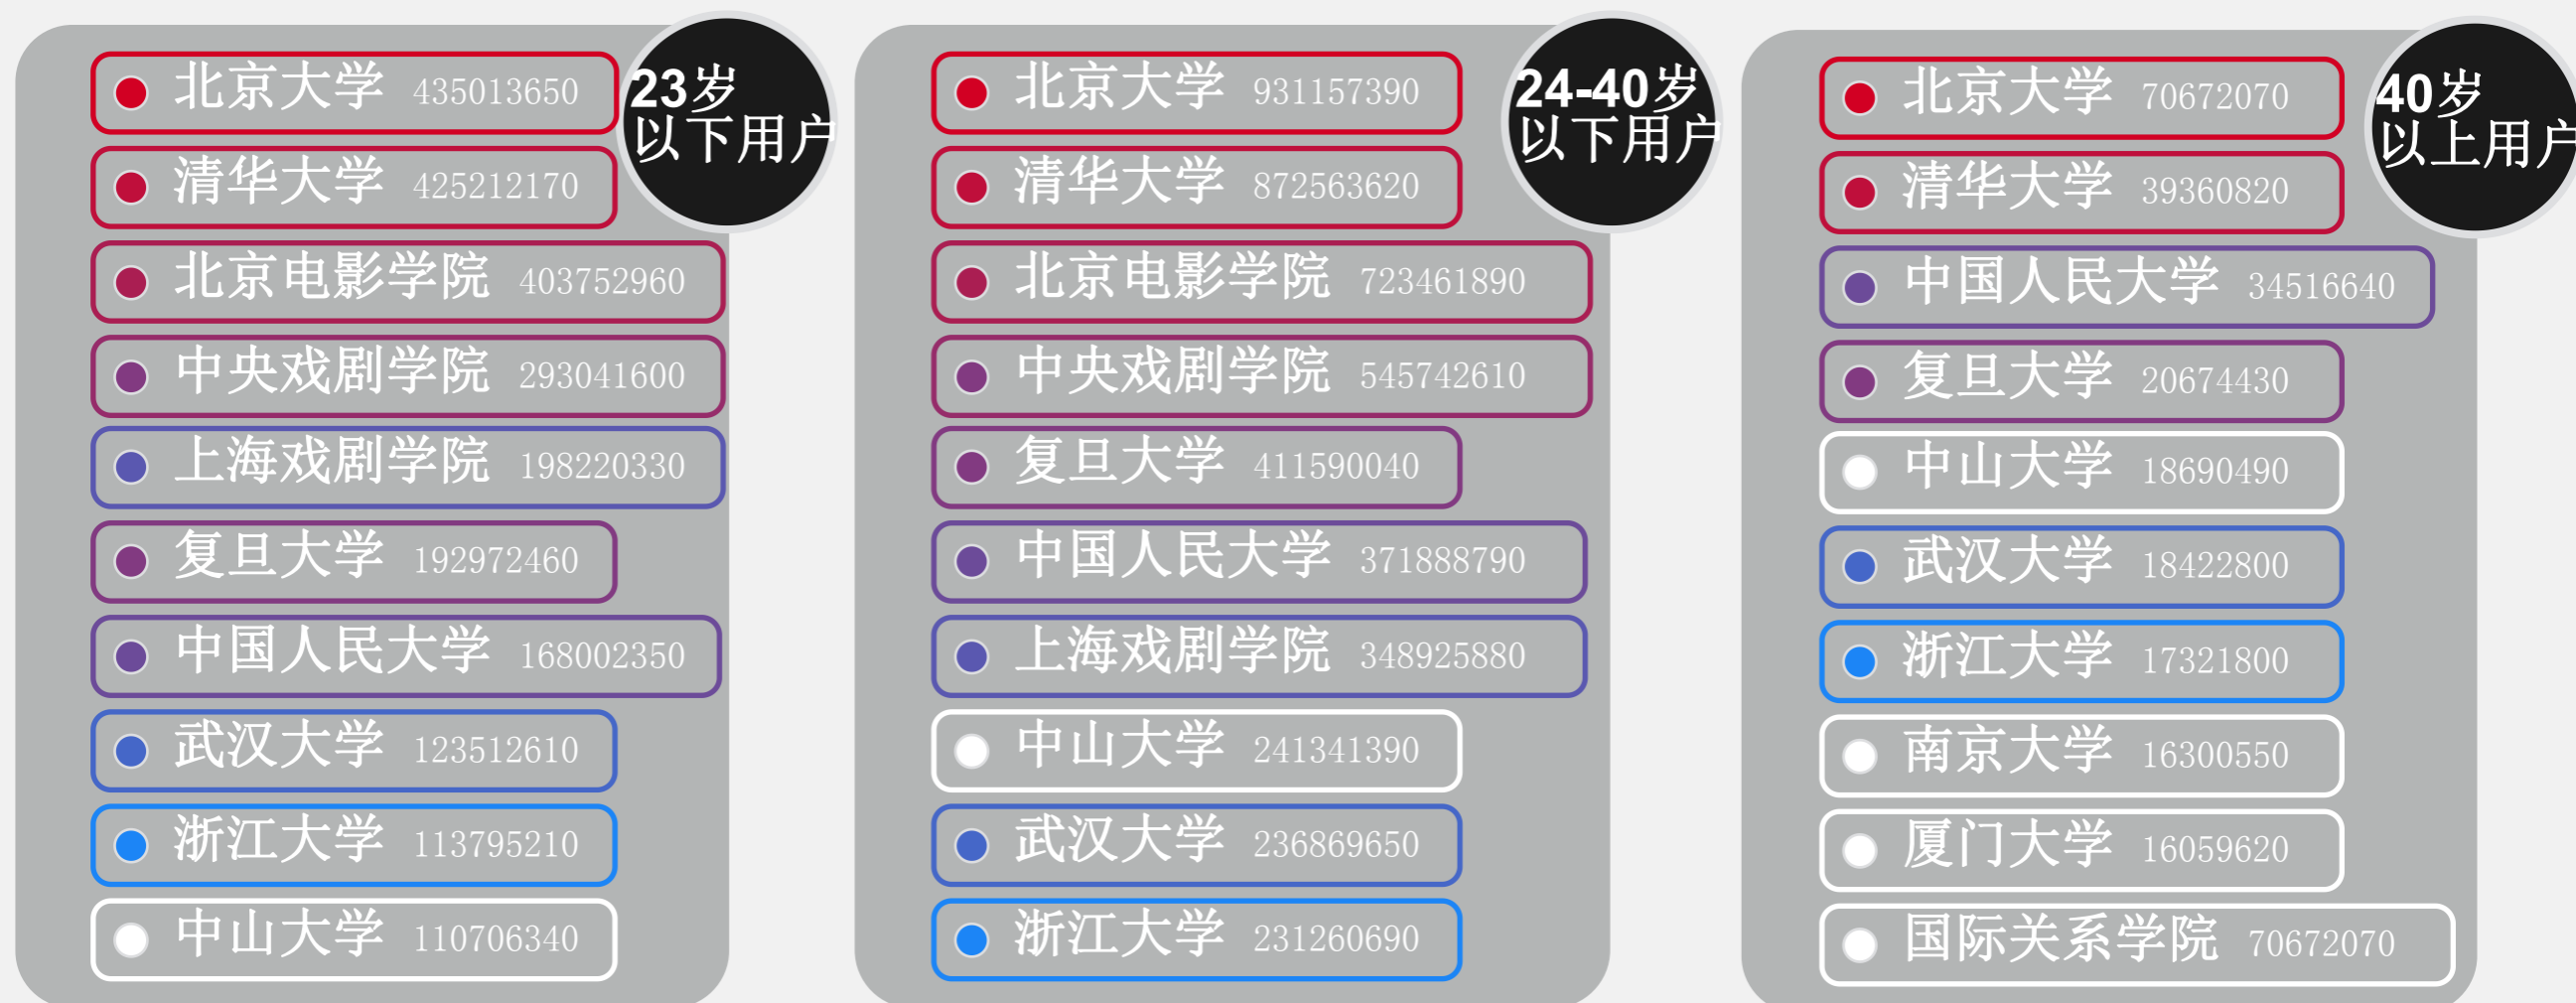 23岁
以下用户
北京大学 435013650
清华大学 425212170
北京电影学院 403752960
中央戏剧学院 293041600
上海戏剧学院 198220330
复旦大学 192972460
中国人民大学 168002350
武汉大学 123512610
浙江大学 113795210
中山大学 110706340
24-40岁
以下用户
北京大学 931157390
清华大学 872563620
北京电影学院 723461890
中央戏剧学院 545742610
复旦大学 411590040
中国人民大学 371888790
上海戏剧学院 348925880
中山大学 241341390
武汉大学 236869650
浙江大学 231260690
40岁
以上用户
北京大学 70672070
清华大学 39360820
中国人民大学 34516640
复旦大学 20674430
中山大学 18690490
武汉大学 18422800
浙江大学 17321800
南京大学 16300550
厦门大学 16059620
国际关系学院 70672070